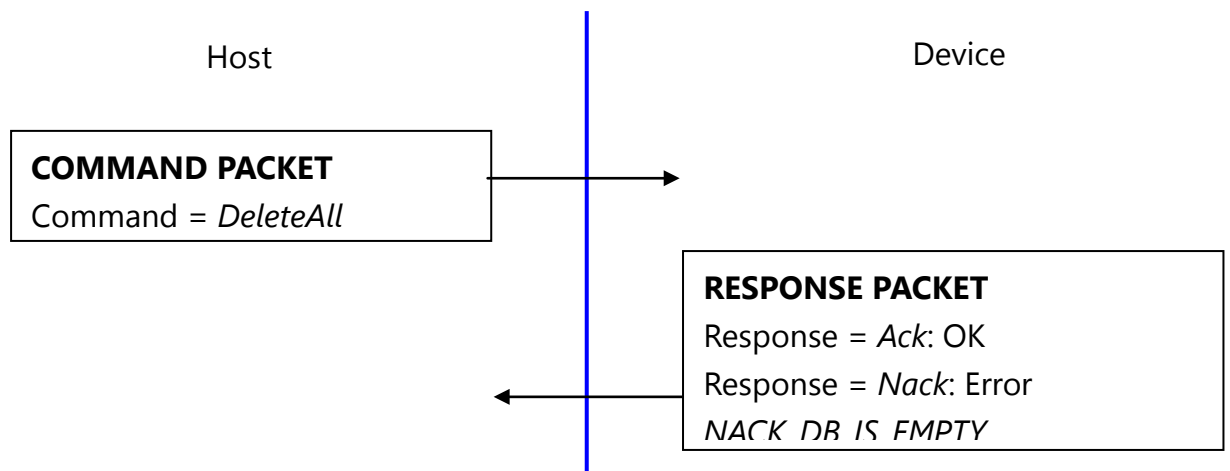 Host
Device
COMMAND PACKET
Command = DeleteAll
RESPONSE PACKET
Response = Ack: OK
Response = Nack: Error
NACK_DB_IS_EMPTY